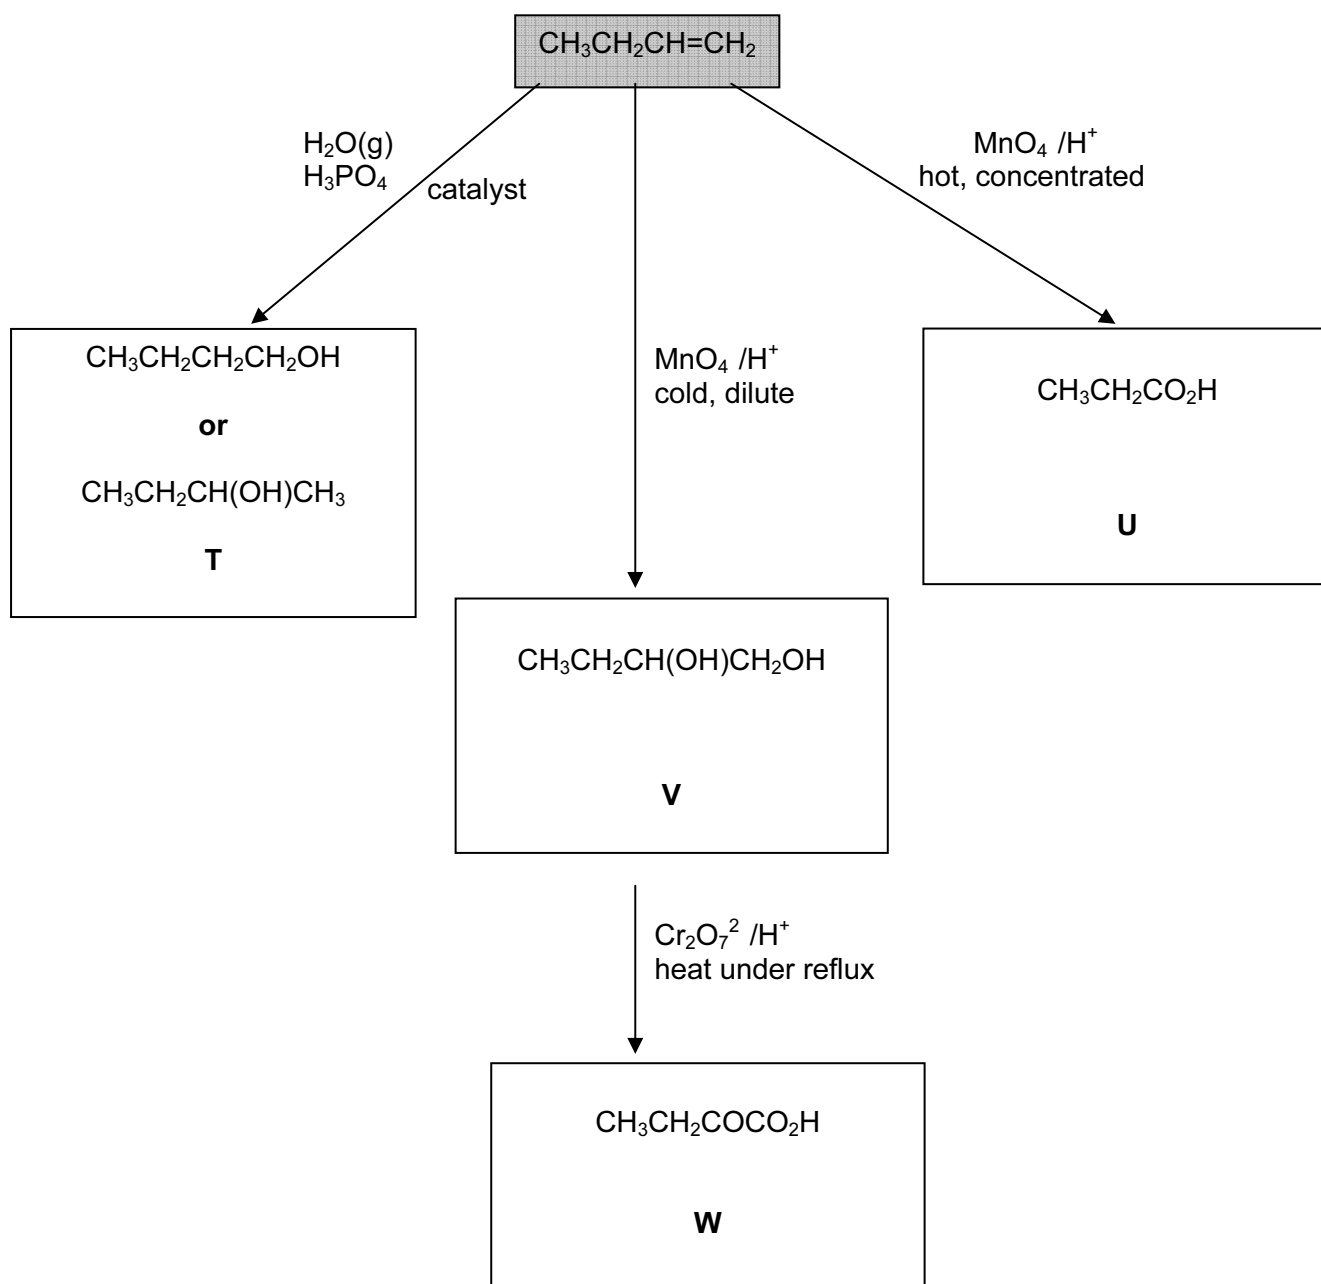 CH₃CH₂CH=CH₂
H₂O(g)
H₃PO₄
catalyst
MnO₄ /H⁺
hot, concentrated
CH₃CH₂CH₂CH₂OH
or
CH₃CH₂CH(OH)CH₃
T
MnO₄ /H⁺
cold, dilute
CH₃CH₂CO₂H
U
CH₃CH₂CH(OH)CH₂OH
V
Cr₂O₇² /H⁺
heat under reflux
CH₃CH₂COCO₂H
W